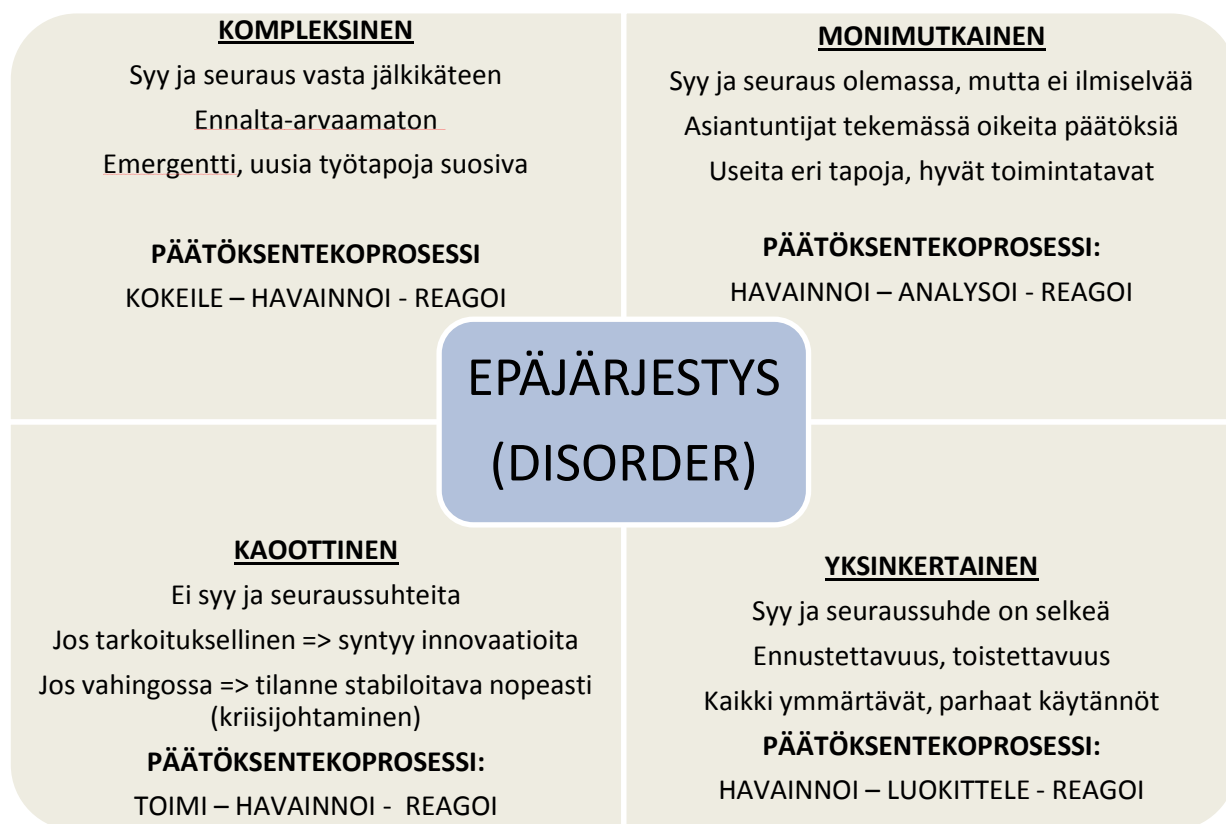 KOMPLEKSINEN
Syy ja seuraus vasta jälkikäteen
Ennalta-arvaamaton
Emergentti, uusia työtapoja suosiva
PÄÄTÖKSENTEKOPROSESSI
KOKEILE – HAVAINNOI - REAGOI
MONIMUTKAINEN
Syy ja seuraus olemassa, mutta ei ilmiselvää
Asiantuntijat tekemässä oikeita päätöksiä
Useita eri tapoja, hyvät toimintatavat
PÄÄTÖKSENTEKOPROSESSI:
HAVAINNOI – ANALYSOI - REAGOI
EPÄJÄRJESTYS
(DISORDER)
KAOOTTINEN
Ei syy ja seuraussuhteita
Jos tarkoituksellinen => syntyy innovaatioita
Jos vahingossa => tilanne stabiloitava nopeasti
(kriisijohtaminen)
PÄÄTÖKSENTEKOPROSESSI:
TOIMI – HAVAINNOI - REAGOI
YKSINKERTAINEN
Syy ja seuraussuhde on selkeä
Ennustettavuus, toistettavuus
Kaikki ymmärtävät, parhaat käytännöt
PÄÄTÖKSENTEKOPROSESSI:
HAVAINNOI – LUOKITTELE - REAGOI